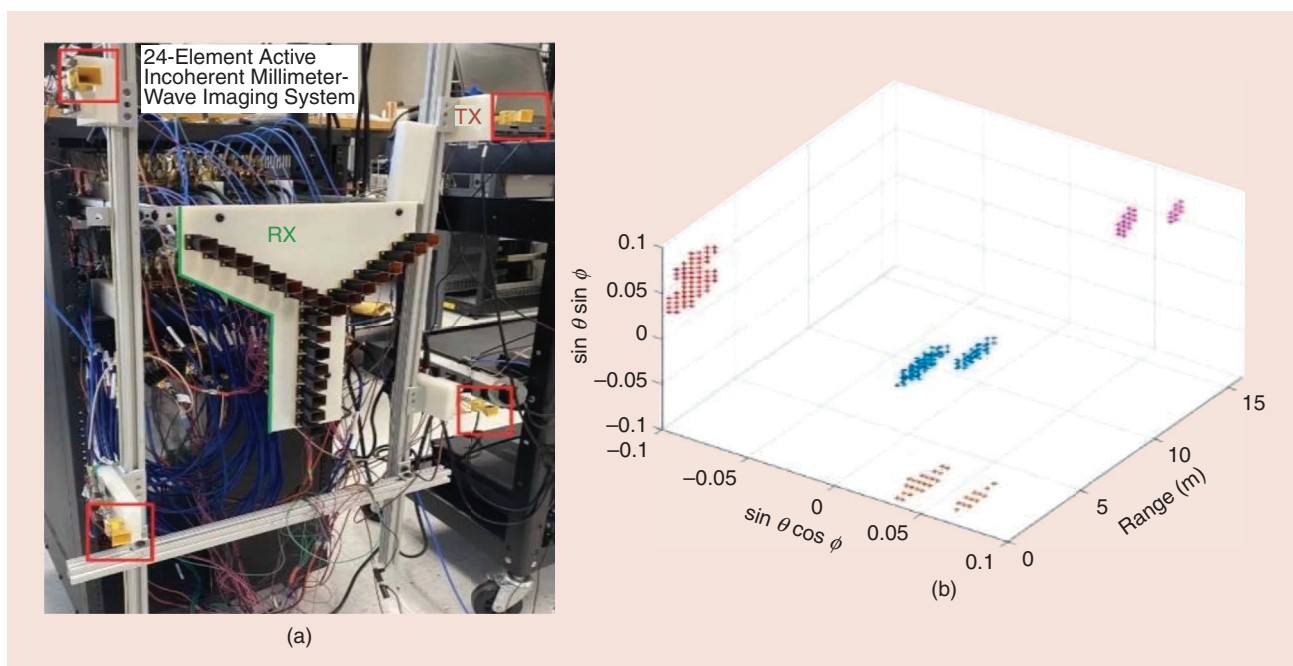 24-Element Active
Incoherent Millimeter-
Wave Imaging System
TX
RX
(a)
0.1
0.05
0
–0.05
–0.1
sin θ sin ϕ
–0.1
–0.05
0
0.05
0.1
sin θ cos ϕ
0
5
10
15
Range (m)
(b)